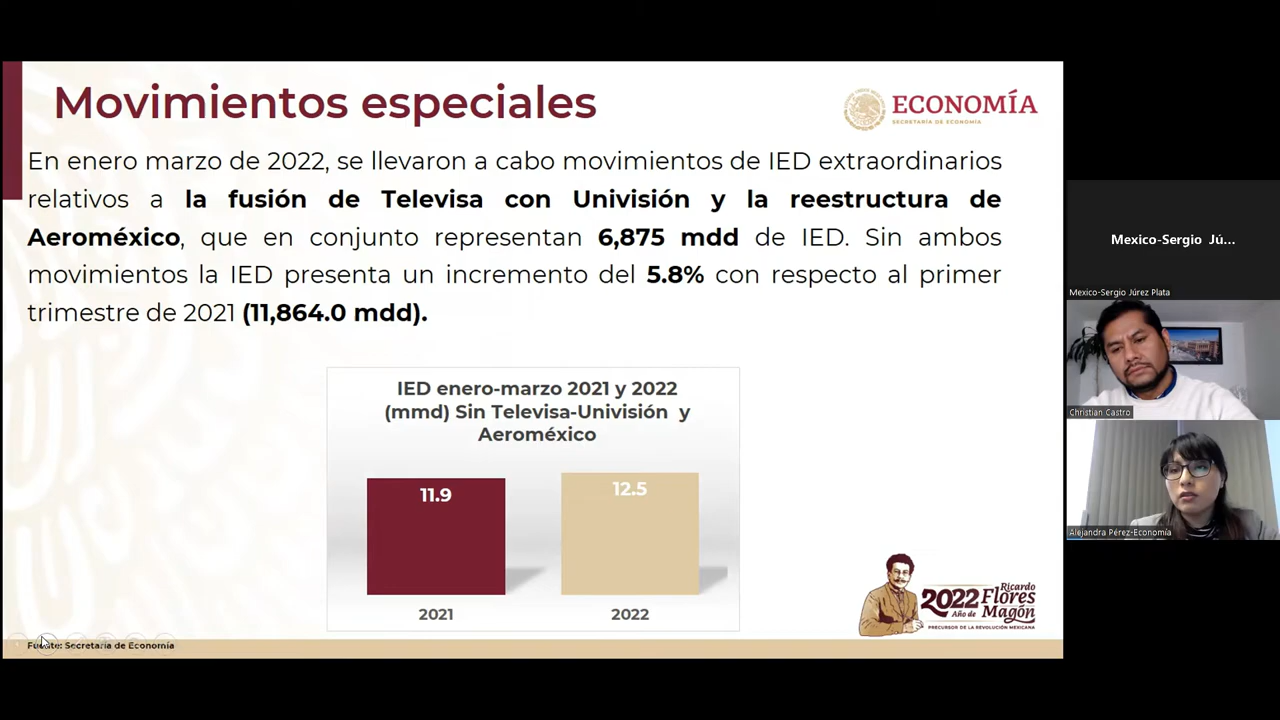 Movimientos especiales
ECONOMÍA
SECRETARÍA DE ECONOMÍA
En enero marzo de 2022, se llevaron a cabo movimientos de IED extraordinarios
relativos a la fusión de Televisa con Univisión y la reestructura de
Aeroméxico, que en conjunto representan 6,875 mdd de IED. Sin ambos
movimientos la IED presenta un incremento del 5.8% con respecto al primer
trimestre de 2021 (11,864.0 mdd).
IED enero-marzo 2021 y 2022
(mmd) Sin Televisa-Univisión y
Aeroméxico
11.9
12.5
2021
2022
2022
Año de
Ricardo
Flores
Magón
PRECURSOR DE LA REVOLUCIÓN MEXICANA
Fuente: Secretaría de Economía
Mexico-Sergio Jú...
Mexico-Sergio Júrez Plata
Christian Castro
Alejandra Pérez-Economía